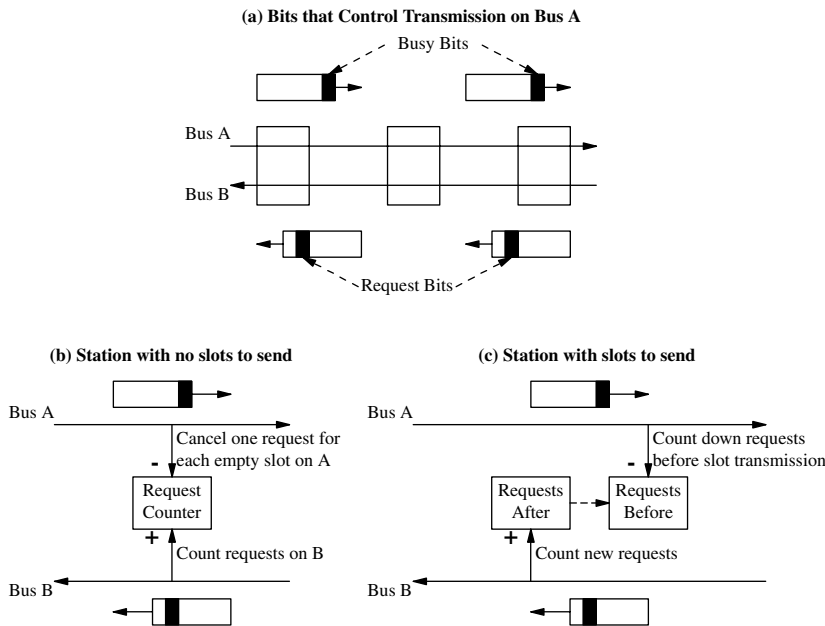 (a) Bits that Control Transmission on Bus A
Busy Bits
Bus A
Bus B
Request Bits
(b) Station with no slots to send
Bus A
Cancel one request for
each empty slot on A
-
Request
Counter
+
Count requests on B
Bus B
(c) Station with slots to send
Bus A
Count down requests
before slot transmission
-
Requests
After
Requests
Before
+
Count new requests
Bus B